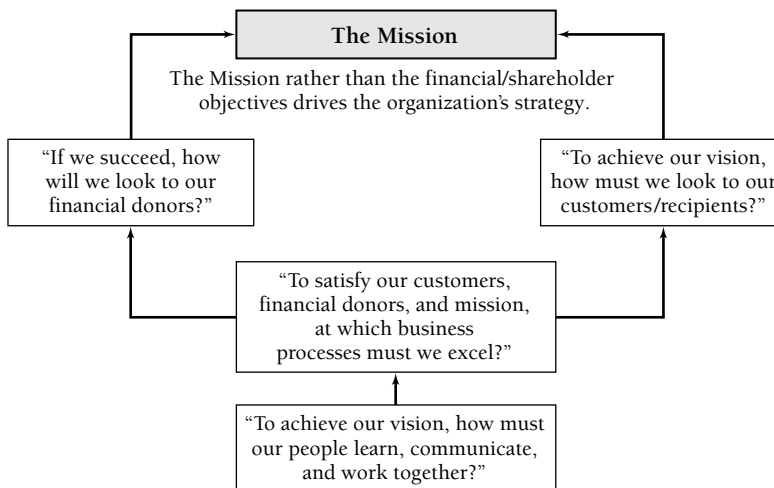 The Mission
The Mission rather than the financial/shareholder
objectives drives the organization’s strategy.
“If we succeed, how
will we look to our
financial donors?”
“To achieve our vision,
how must we look to our
customers/recipients?”
“To satisfy our customers,
financial donors, and mission,
at which business
processes must we excel?”
“To achieve our vision, how must
our people learn, communicate,
and work together?”